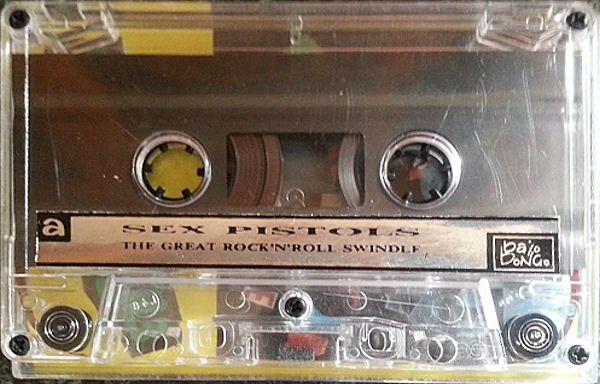 a
SEX PISTOLS
THE GREAT ROCK'N'ROLL SWINDLE
Bajo
BONGO